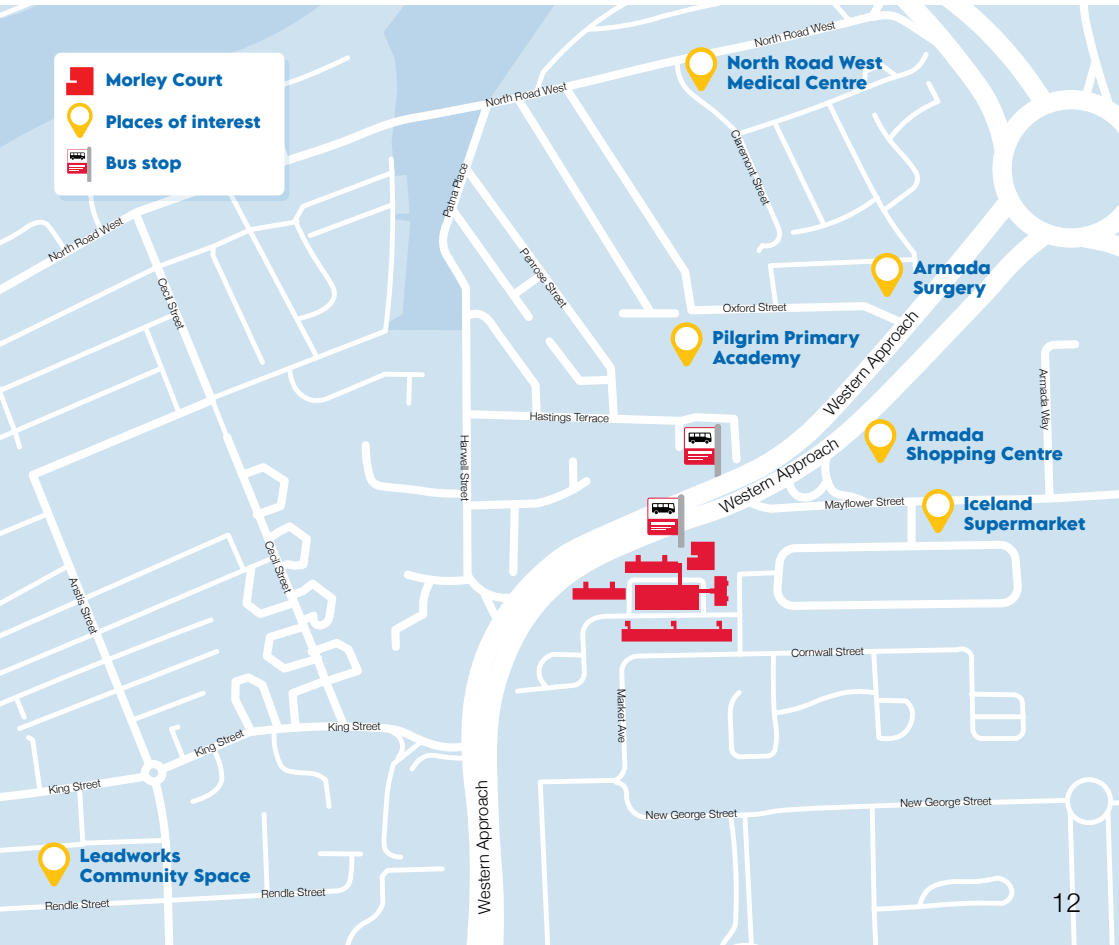 Morley Court
Places of interest
Bus stop
North Road West
North Road West
Medical Centre
North Road West
Claremont Street
Patna Place
North Road West
Penrose Street
Armada
Surgery
Cecil Street
Oxford Street
Pilgrim Primary
Academy
Western Approach
Armada Way
Hastings Terrace
Harwell Street
Armada
Shopping Centre
Western Approach
Mayflower Street
Iceland
Supermarket
Cecil Street
Anstis Street
Cornwall Street
Market Ave
King Street
King Street
King Street
New George Street
New George Street
Western Approach
Leadworks
Community Space
Rendle Street
Rendle Street
12